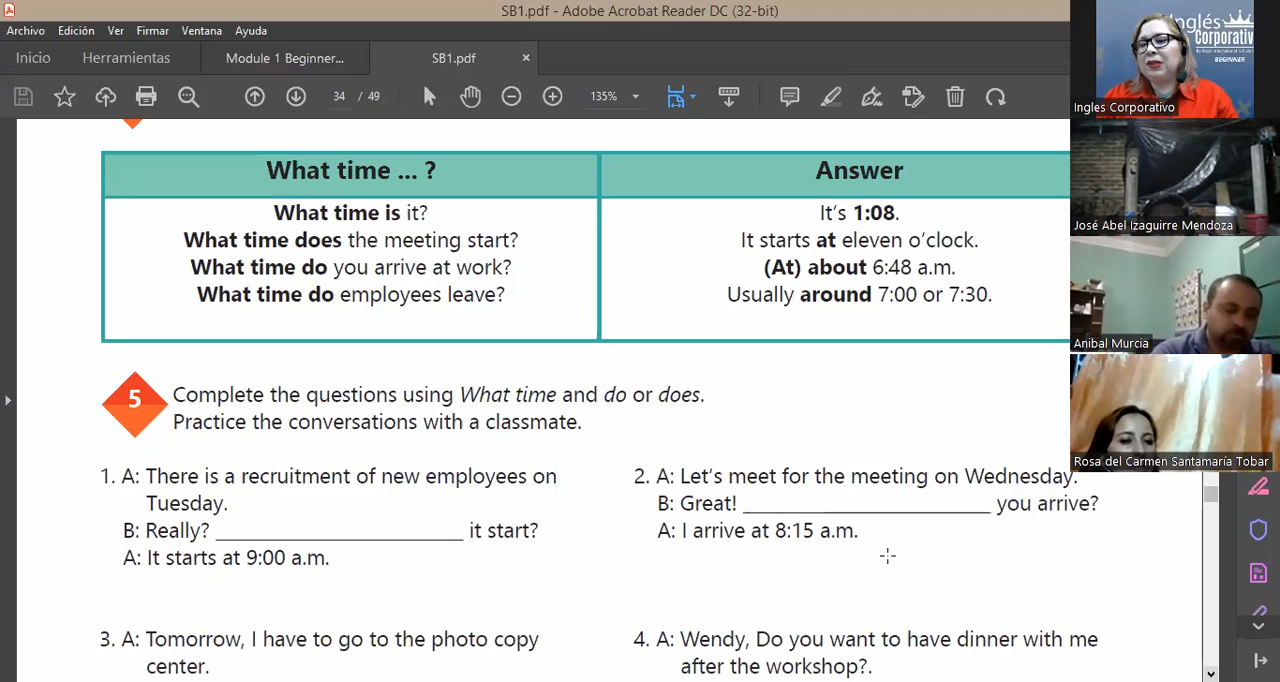 SB1.pdf - Adobe Acrobat Reader DC (32-bit)
Archivo Edición Ver Firmar Ventana Ayuda
Inicio Herramientas Module 1 Beginner... SB1.pdf ×
34 / 49 135%
What time ... ? Answer
What time is it? It's 1:08.
What time does the meeting start? It starts at eleven o'clock.
What time do you arrive at work? (At) about 6:48 a.m.
What time do employees leave? Usually around 7:00 or 7:30.
5 Complete the questions using What time and do or does.
Practice the conversations with a classmate.
1. A: There is a recruitment of new employees on
Tuesday.
B: Really? ______________________ it start?
A: It starts at 9:00 a.m.
2. A: Let's meet for the meeting on Wednesday.
B: Great! ______________________ you arrive?
A: I arrive at 8:15 a.m.
3. A: Tomorrow, I have to go to the photo copy
center.
4. A: Wendy, Do you want to have dinner with me
after the workshop?.
Inglés
Corporativo
BEGINNER
Ingles Corporativo
José Abel Izaguirre Mendoza
Anibal Murcia
Rosa del Carmen Santamaría Tobar